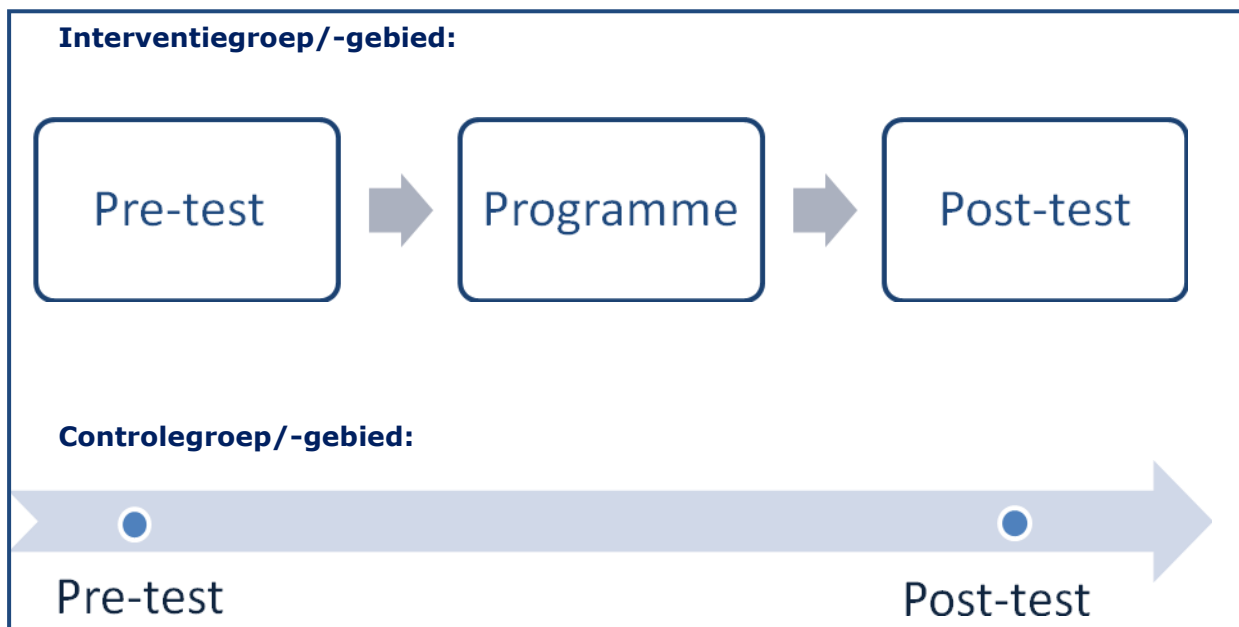 Interventiegroep/-gebied:
Pre-test
Programme
Post-test
Controlegroep/-gebied:
Pre-test
Post-test